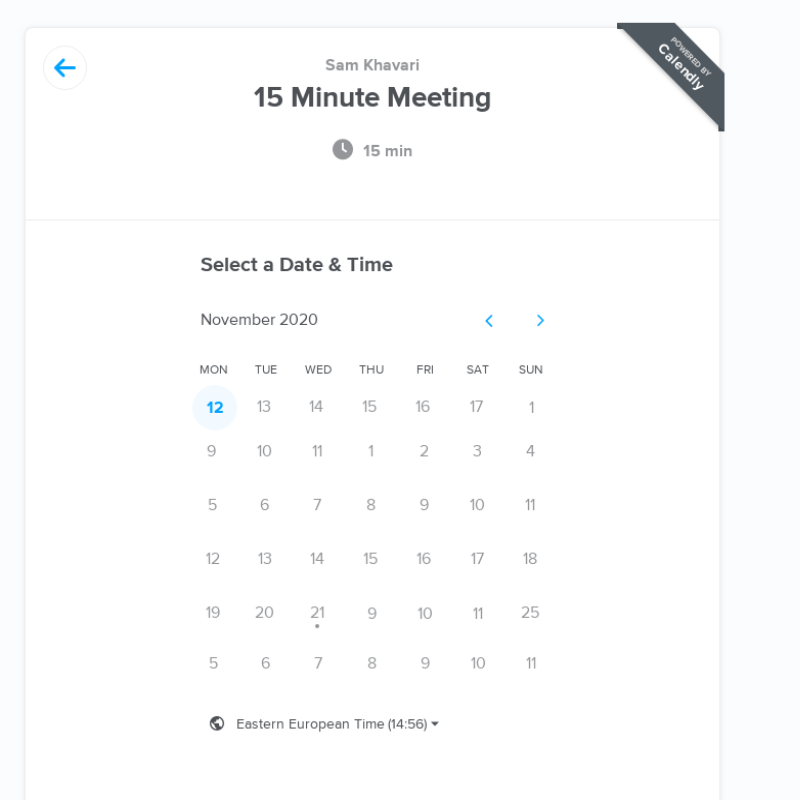 POWERED BY
Calendly
Sam Khavari
15 Minute Meeting
15 min
Select a Date & Time
November 2020
MON TUE WED THU FRI SAT SUN
12 13 14 15 16 17 1
9 10 11 1 2 3 4
5 6 7 8 9 10 11
12 13 14 15 16 17 18
19 20 21 9 10 11 25
5 6 7 8 9 10 11
Eastern European Time (14:56)